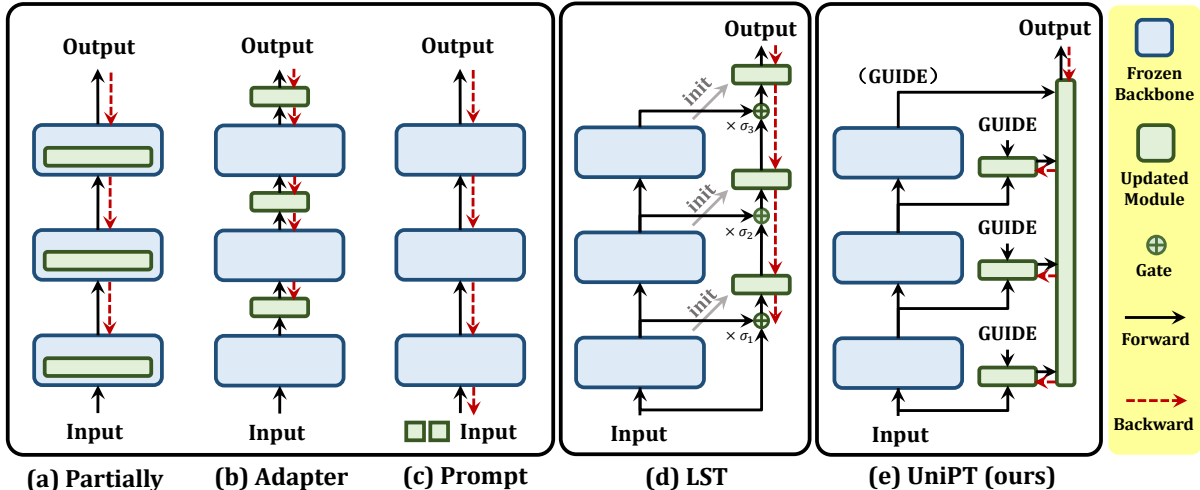 Output
Input
(a) Partially
Output
Input
(b) Adapter
Output
Input
(c) Prompt
Output
init
× σ3
init
× σ2
init
× σ1
Input
(d) LST
Output
(GUIDE)
GUIDE
GUIDE
GUIDE
Input
(e) UniPT (ours)
Frozen
Backbone
Updated
Module
Gate
Forward
Backward